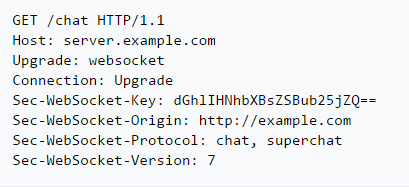 GET /chat HTTP/1.1
Host: server.example.com
Upgrade: websocket
Connection: Upgrade
Sec-WebSocket-Key: dGhlIHNhbXBsZSBub25jZQ==
Sec-WebSocket-Origin: http://example.com
Sec-WebSocket-Protocol: chat, superchat
Sec-WebSocket-Version: 7